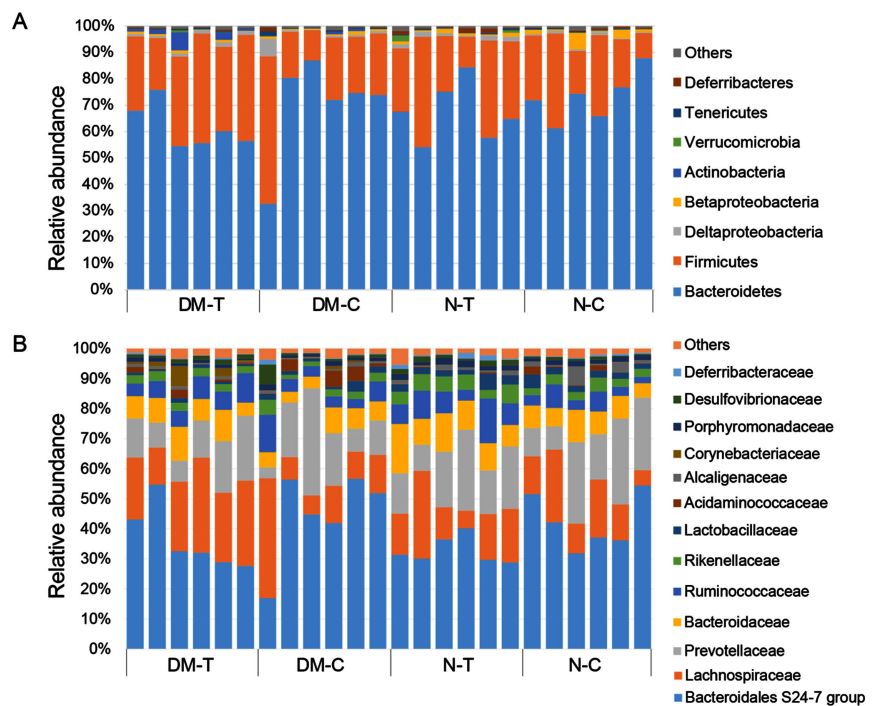 A
Relative abundance
100%
90%
80%
70%
60%
50%
40%
30%
20%
10%
0%
DM-T DM-C N-T N-C
Others
Deferribacteres
Tenericutes
Verrucomicrobia
Actinobacteria
Betaproteobacteria
Deltaproteobacteria
Firmicutes
Bacteroidetes
B
Relative abundance
100%
90%
80%
70%
60%
50%
40%
30%
20%
10%
0%
DM-T DM-C N-T N-C
Others
Deferribacteraceae
Desulfovibrionaceae
Porphyromonadaceae
Corynebacteriaceae
Alcaligenaceae
Acidaminococcaceae
Lactobacillaceae
Rikenellaceae
Ruminococcaceae
Bacteroidaceae
Prevotellaceae
Lachnospiraceae
Bacteroidales S24-7 group